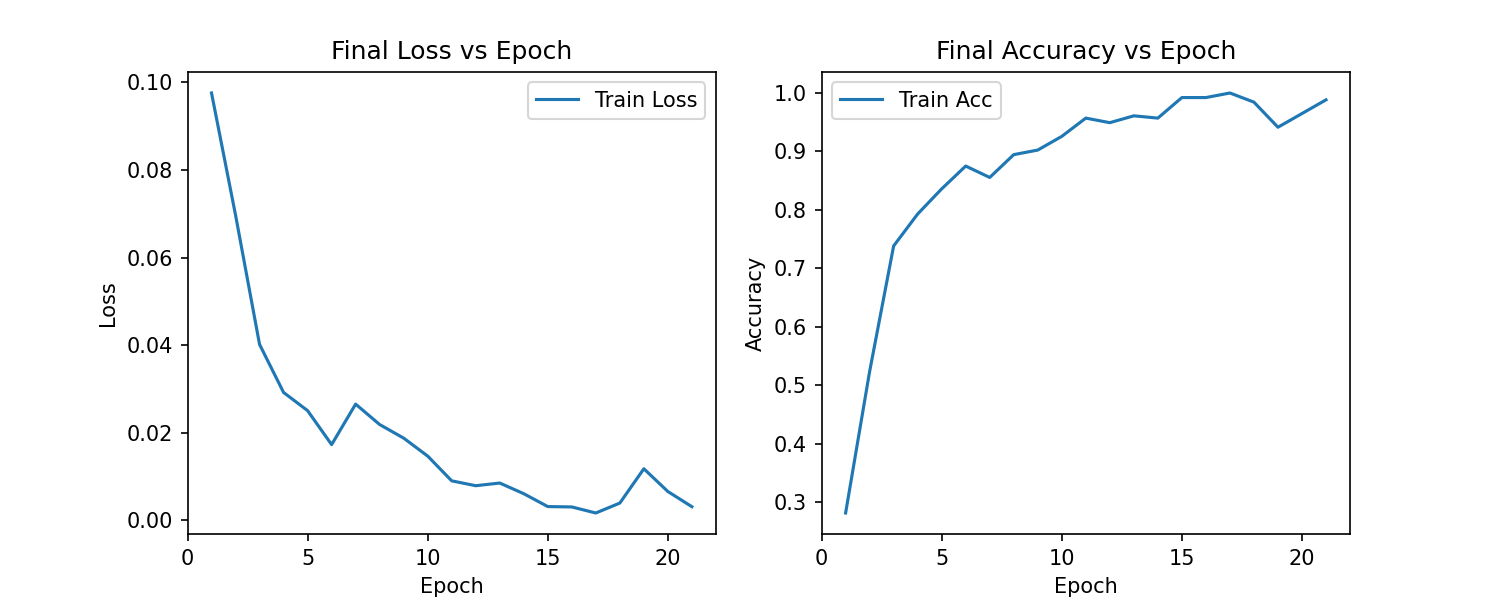 Final Loss vs Epoch
Train Loss
0.10
0.08
0.06
0.04
0.02
0.00
Loss
0 5 10 15 20
Epoch
Final Accuracy vs Epoch
Train Acc
1.0
0.9
0.8
0.7
0.6
0.5
0.4
0.3
Accuracy
0 5 10 15 20
Epoch